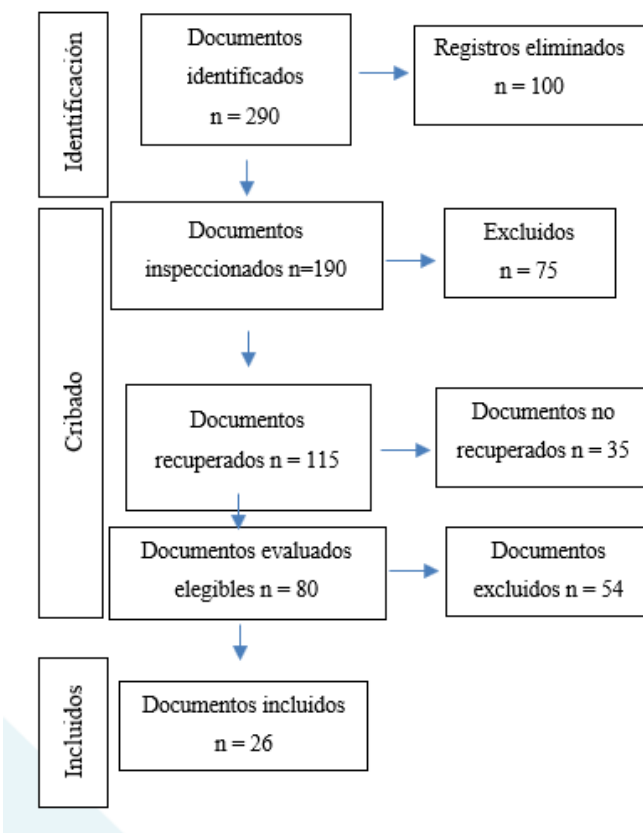 Identificación
Documentos
identificados
n = 290
Registros eliminados
n = 100
Cribado
Documentos
inspeccionados n=190
Excluidos
n = 75
Documentos
recuperados n = 115
Documentos no
recuperados n = 35
Documentos evaluados
elegibles n = 80
Documentos
excluidos n = 54
Incluidos
Documentos incluidos
n = 26